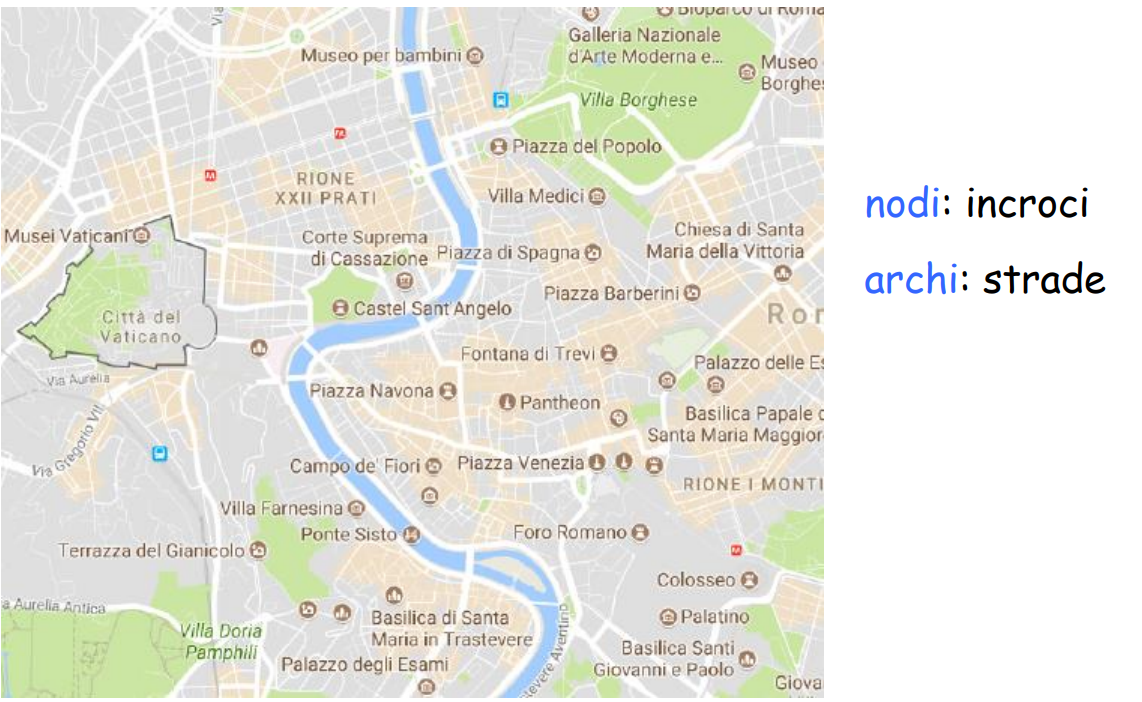 Bioparco di Roma
Galleria Nazionale
d'Arte Moderna e...
Museo per bambini
Museo
Borghes
Villa Borghese
Piazza del Popolo
RIONE
XXII PRATI
Villa Medici
nodi: incroci
Musei Vaticani
Corte Suprema
di Cassazione
Piazza di Spagna
Chiesa di Santa
Maria della Vittoria
archi: strade
Piazza Barberini
Castel Sant'Angelo
Città del
Vaticano
Rom
Fontana di Trevi
Palazzo delle Es
Via Aurelia
Piazza Navona
Pantheon
Basilica Papale d
Santa Maria Maggior
Via Gregorio VII
Campo de' Fiori
Piazza Venezia
RIONE I MONTI
Villa Farnesina
Ponte Sisto
Foro Romano
Terrazza del Gianicolo
Colosseo
a Aurelia Antica
Basilica di Santa
Maria in Trastevere
Palatino
Villa Doria
Pamphili
Basilica Santi
Giovanni e Paolo
Palazzo degli Esami
tevere Aventino
Giova